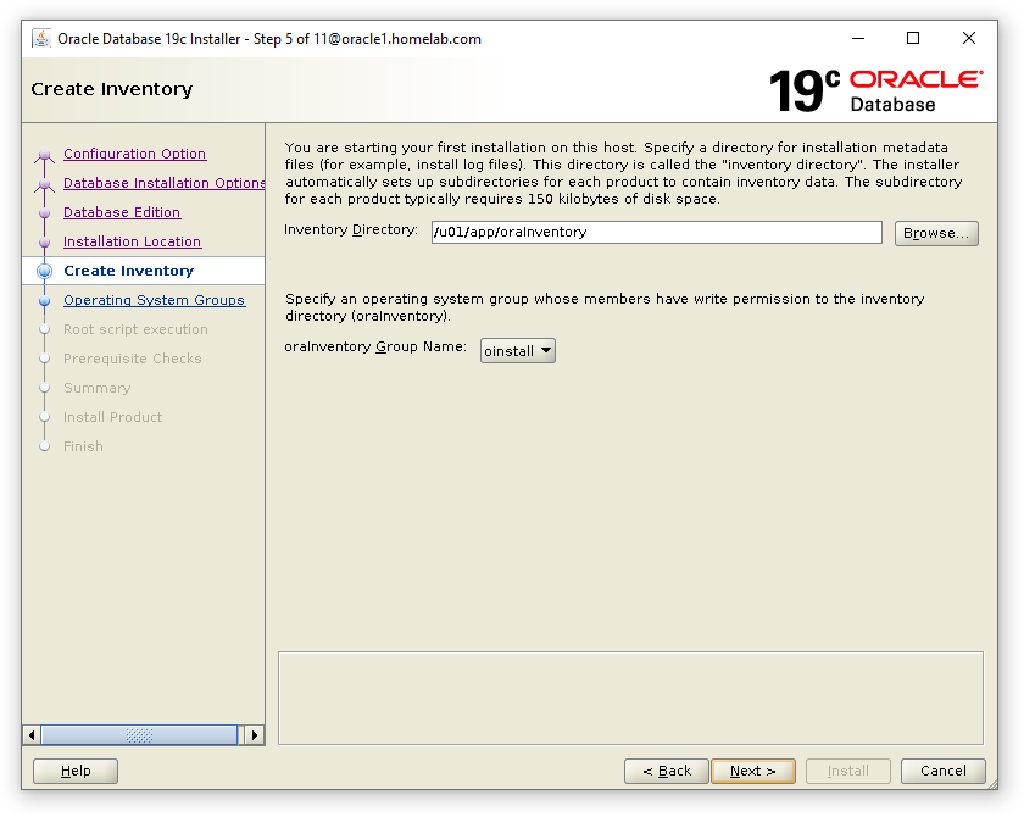 Oracle Database 19c Installer - Step 5 of 11@oracle1.homelab.com
Create Inventory
19c ORACLE
Database
Configuration Option
Database Installation Options
Database Edition
Installation Location
Create Inventory
Operating System Groups
Root script execution
Prerequisite Checks
Summary
Install Product
Finish
You are starting your first installation on this host. Specify a directory for installation metadata
files (for example, install log files). This directory is called the "inventory directory". The installer
automatically sets up subdirectories for each product to contain inventory data. The subdirectory
for each product typically requires 150 kilobytes of disk space.
Inventory Directory: /u01/app/oraInventory Browse...
Specify an operating system group whose members have write permission to the inventory
directory (oraInventory).
oraInventory Group Name: oinstall
Help < Back Next > Install Cancel